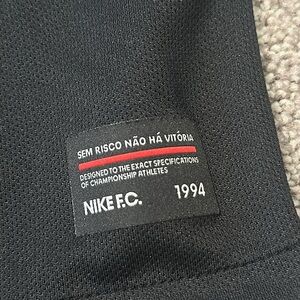 SEM RISCO NÃO HÁ VITÓRIA
DESIGNED TO THE EXACT SPECIFICATIONS
OF CHAMPIONSHIP ATHLETES
NIKE F.C. 1994